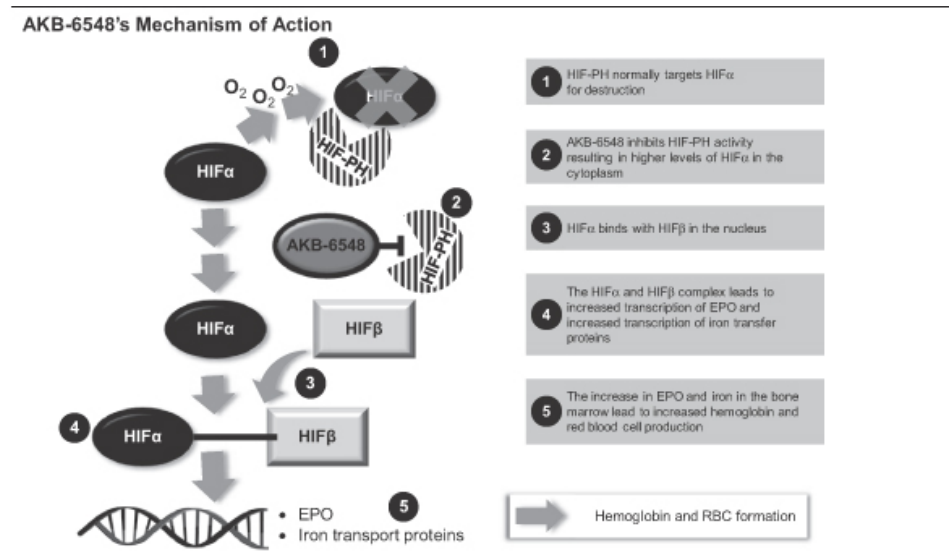 AKB-6548's Mechanism of Action
1
O2 O2 O2
HIFα
HIF-PH
HIFα
2
AKB-6548
HIF-PH
HIFα
HIFβ
3
4
HIFα
HIFβ
• EPO
• Iron transport proteins
5
1
HIF-PH normally targets HIFα
for destruction
2
AKB-6548 inhibits HIF-PH activity
resulting in higher levels of HIFα in the
cytoplasm
3
HIFα binds with HIFβ in the nucleus
4
The HIFα and HIFβ complex leads to
increased transcription of EPO and
increased transcription of iron transfer
proteins
5
The increase in EPO and iron in the bone
marrow lead to increased hemoglobin and
red blood cell production
Hemoglobin and RBC formation